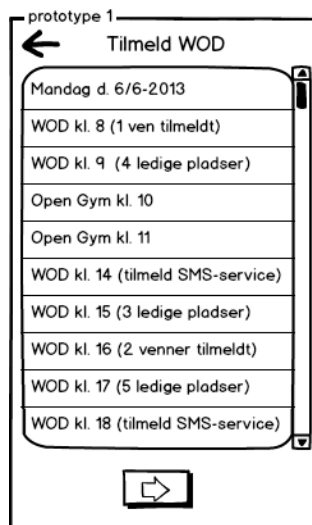 prototype 1
Tilmeld WOD
Mandag d. 6/6-2013
WOD kl. 8 (1 ven tilmeldt)
WOD kl. 9 (4 ledige pladser)
Open Gym kl. 10
Open Gym kl. 11
WOD kl. 14 (tilmeld SMS-service)
WOD kl. 15 (3 ledige pladser)
WOD kl. 16 (2 venner tilmeldt)
WOD kl. 17 (5 ledige pladser)
WOD kl. 18 (tilmeld SMS-service)